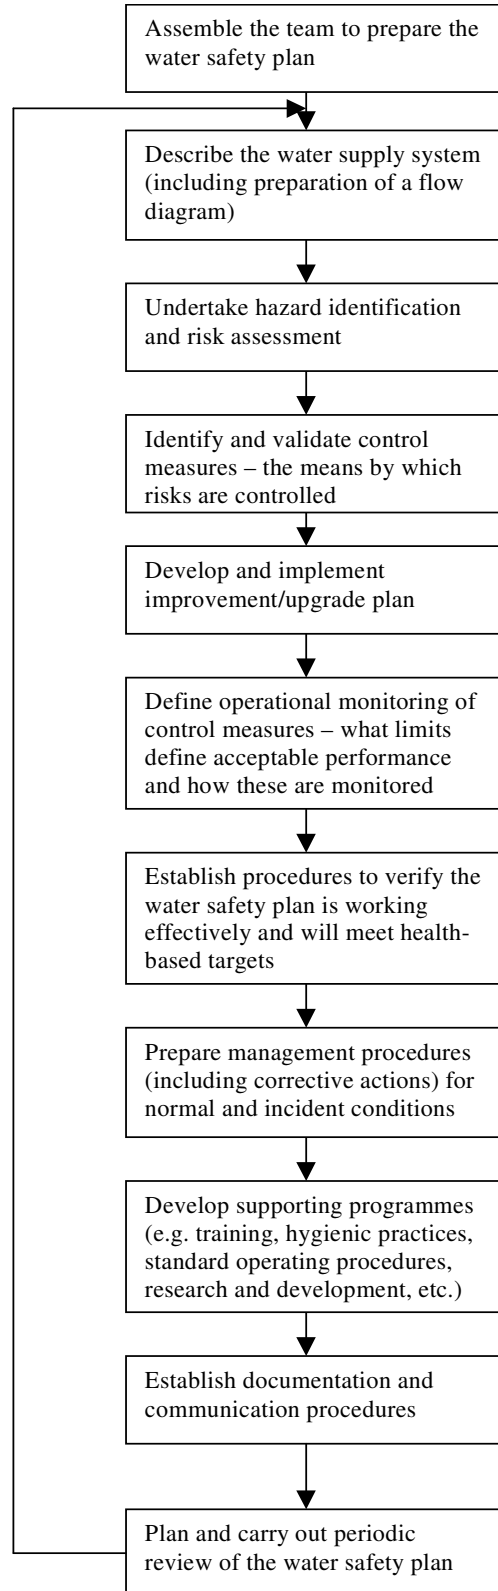 Assemble the team to prepare the
water safety plan
Describe the water supply system
(including preparation of a flow
diagram)
Undertake hazard identification
and risk assessment
Identify and validate control
measures – the means by which
risks are controlled
Develop and implement
improvement/upgrade plan
Define operational monitoring of
control measures – what limits
define acceptable performance
and how these are monitored
Establish procedures to verify the
water safety plan is working
effectively and will meet health-
based targets
Prepare management procedures
(including corrective actions) for
normal and incident conditions
Develop supporting programmes
(e.g. training, hygienic practices,
standard operating procedures,
research and development, etc.)
Establish documentation and
communication procedures
Plan and carry out periodic
review of the water safety plan